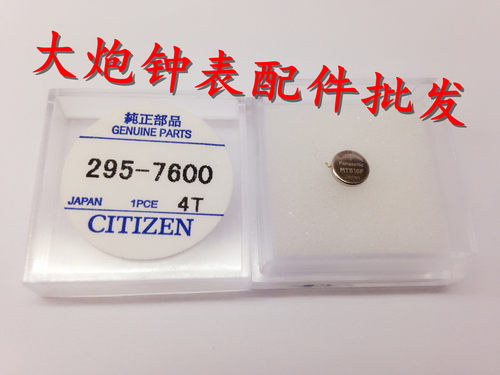 大炮钟表配件批发
純正部品
GENUINE PARTS
295-7600
JAPAN 1PCE 4T
CITIZEN
Panasonic
MT516F